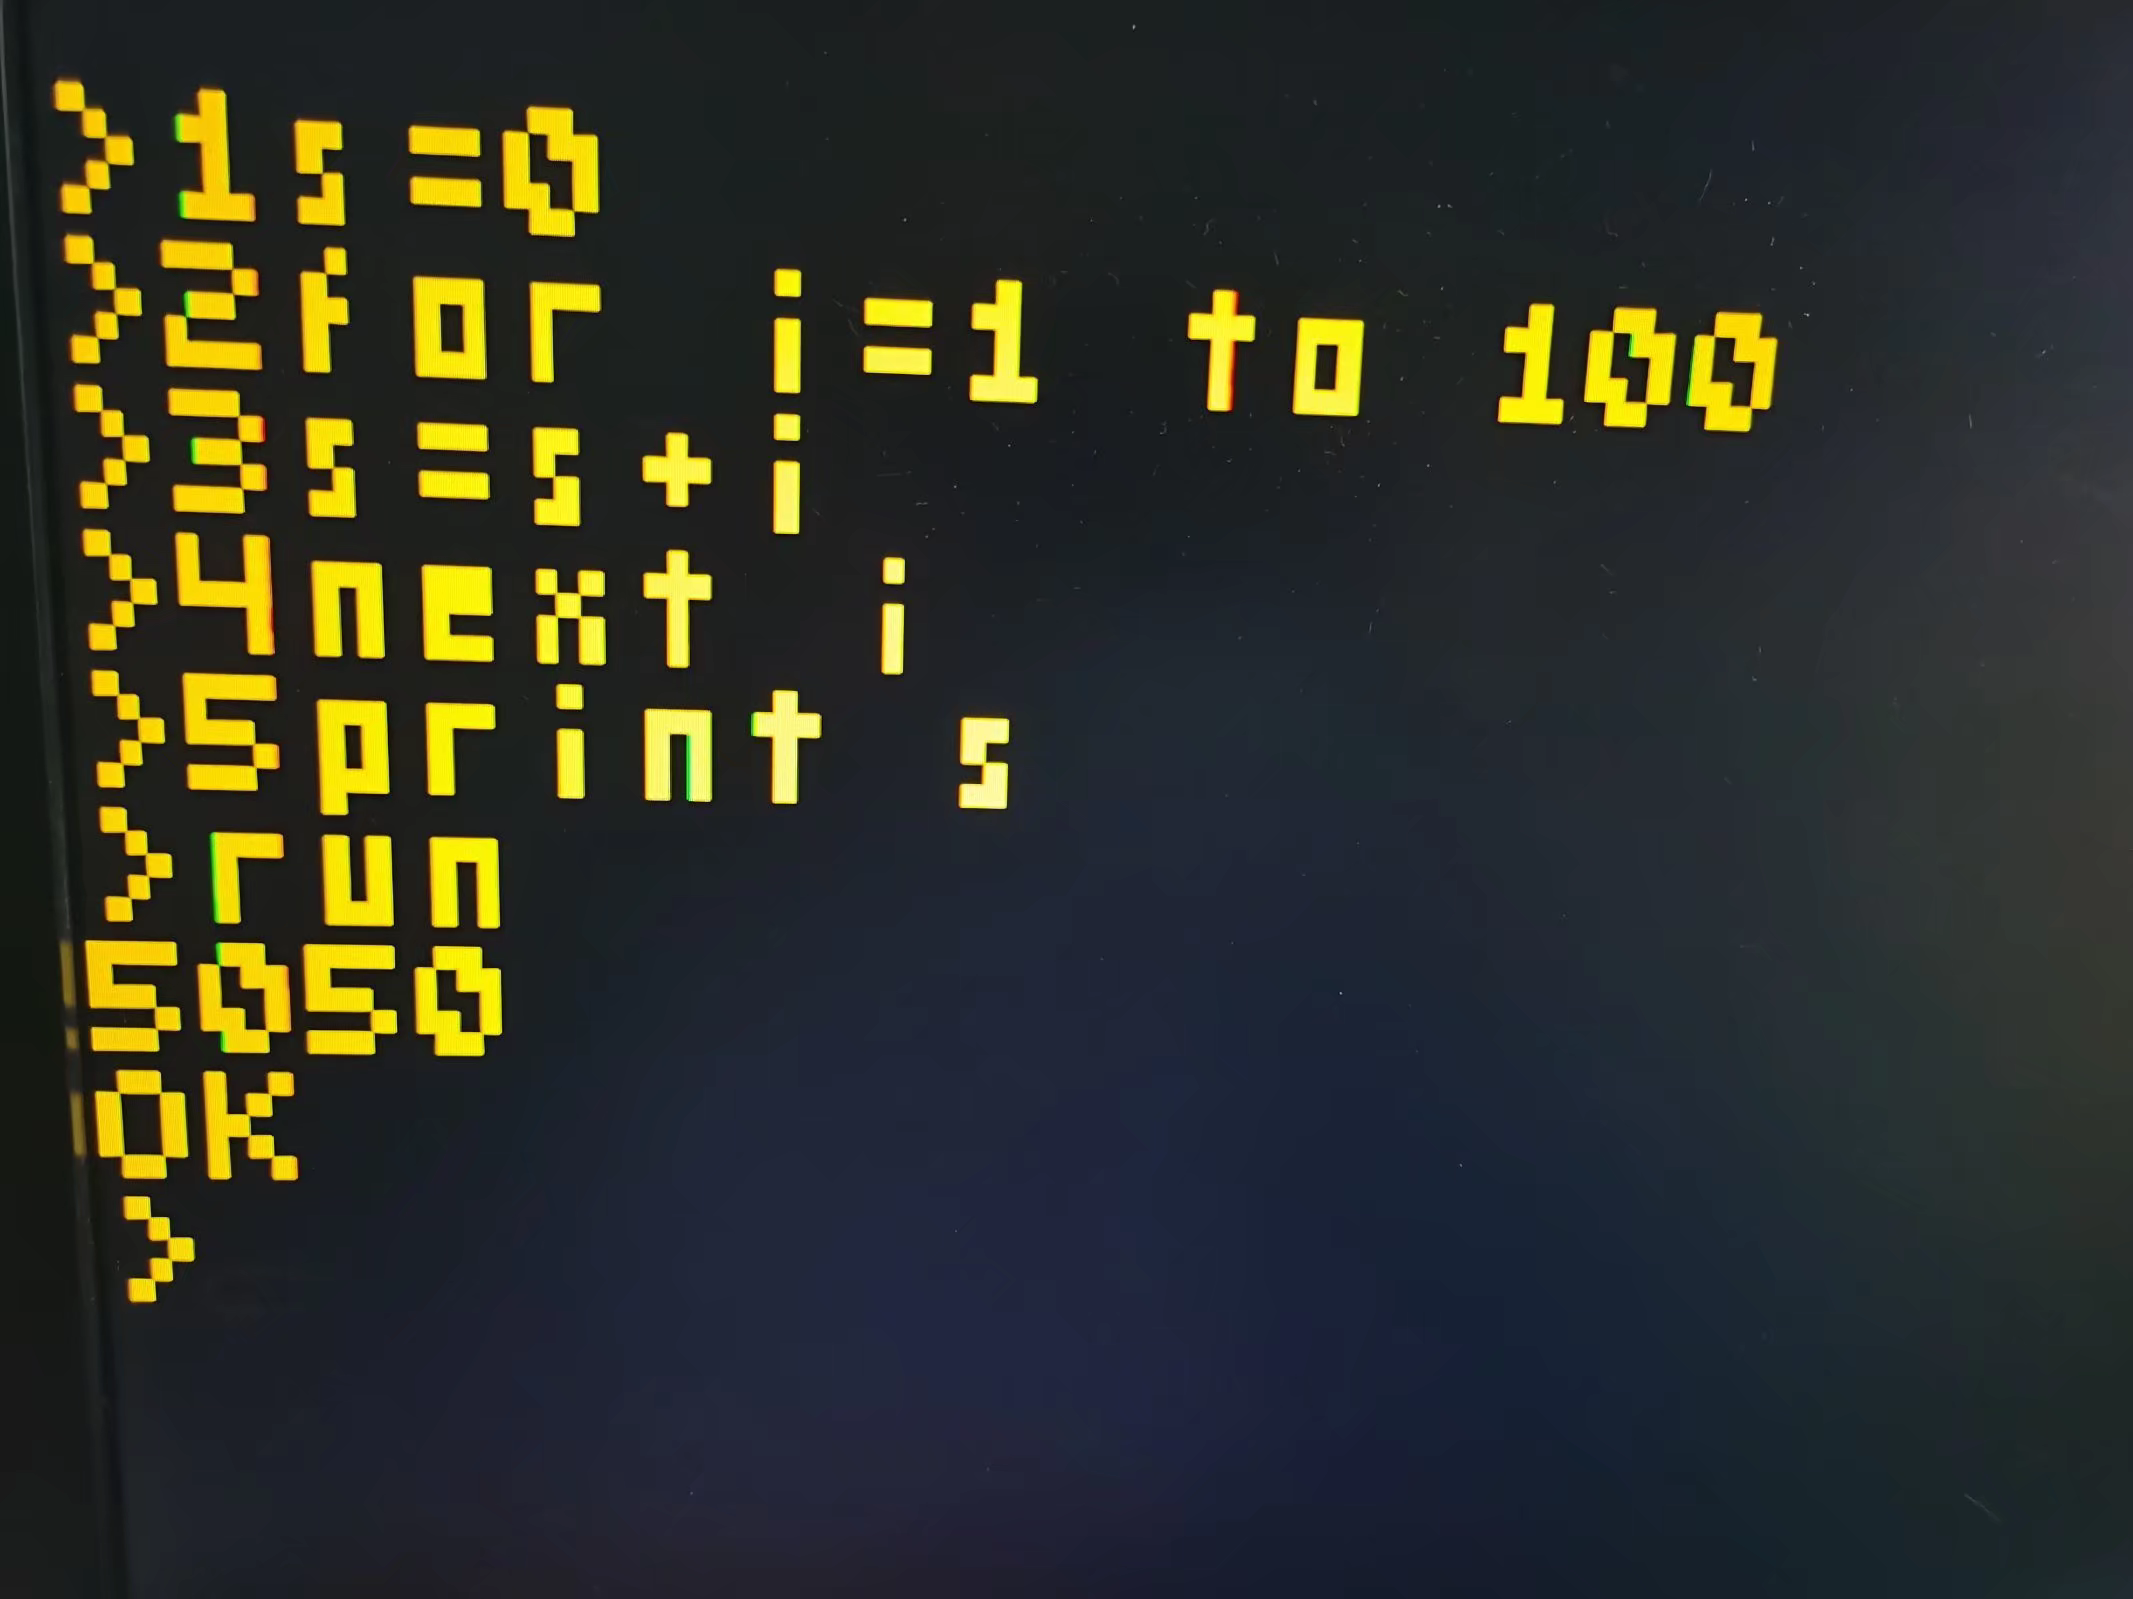 >1s=0
>2for i=1 to 100
>3s=s+i
>4next i
>5print s
>run
5050
OK
>